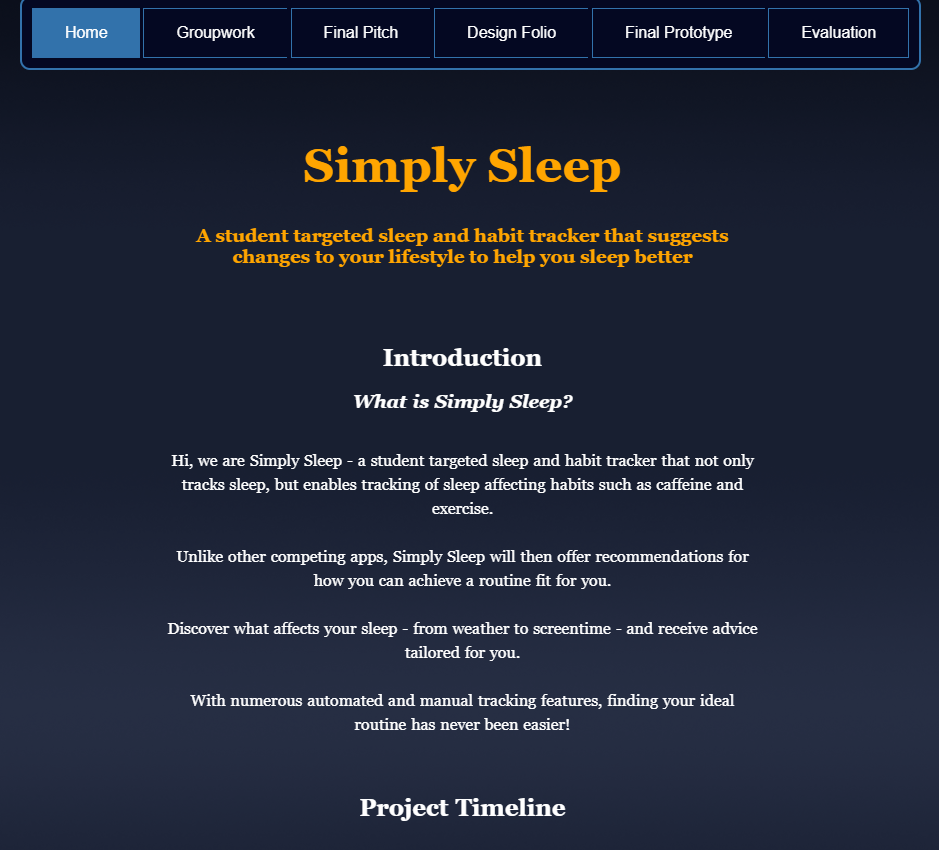 Home Groupwork Final Pitch Design Folio Final Prototype Evaluation
Simply Sleep
A student targeted sleep and habit tracker that suggests
changes to your lifestyle to help you sleep better
Introduction
What is Simply Sleep?
Hi, we are Simply Sleep - a student targeted sleep and habit tracker that not only
tracks sleep, but enables tracking of sleep affecting habits such as caffeine and
exercise.
Unlike other competing apps, Simply Sleep will then offer recommendations for
how you can achieve a routine fit for you.
Discover what affects your sleep - from weather to screentime - and receive advice
tailored for you.
With numerous automated and manual tracking features, finding your ideal
routine has never been easier!
Project Timeline